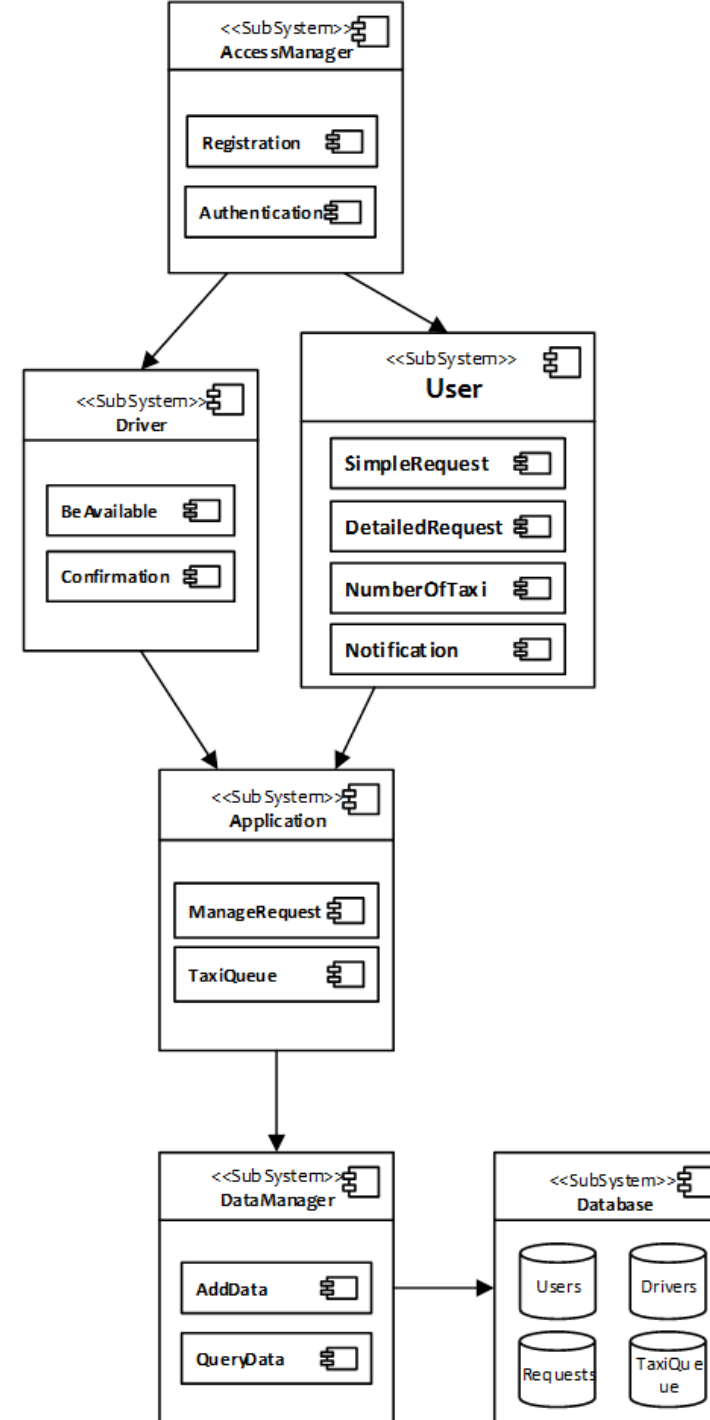 <<SubSystem>>
AccessManager
Registration
Authentication
<<SubSystem>>
Driver
BeAvailable
Confirmation
<<SubSystem>>
User
SimpleRequest
DetailedRequest
NumberOfTaxi
Notification
<<SubSystem>>
Application
ManageRequest
TaxiQueue
<<SubSystem>>
DataManager
AddData
QueryData
<<SubSystem>>
Database
Users
Drivers
Requests
TaxiQue
ue